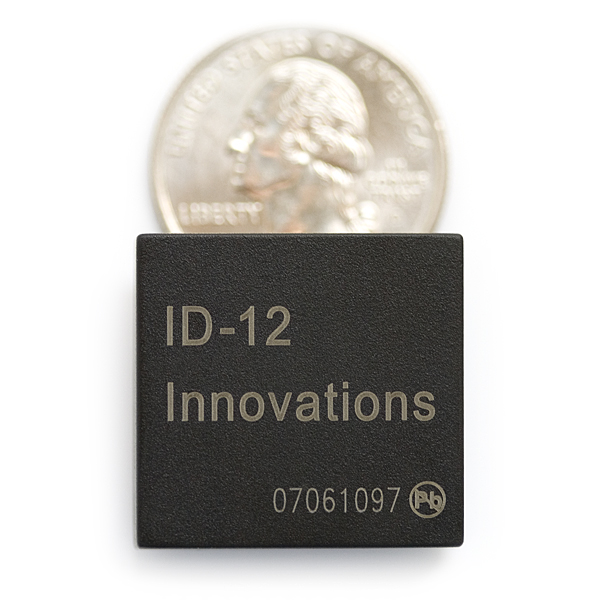 UNITED STATES OF AMERICA
LIBERTY
ID-12
Innovations
07061097 Pb